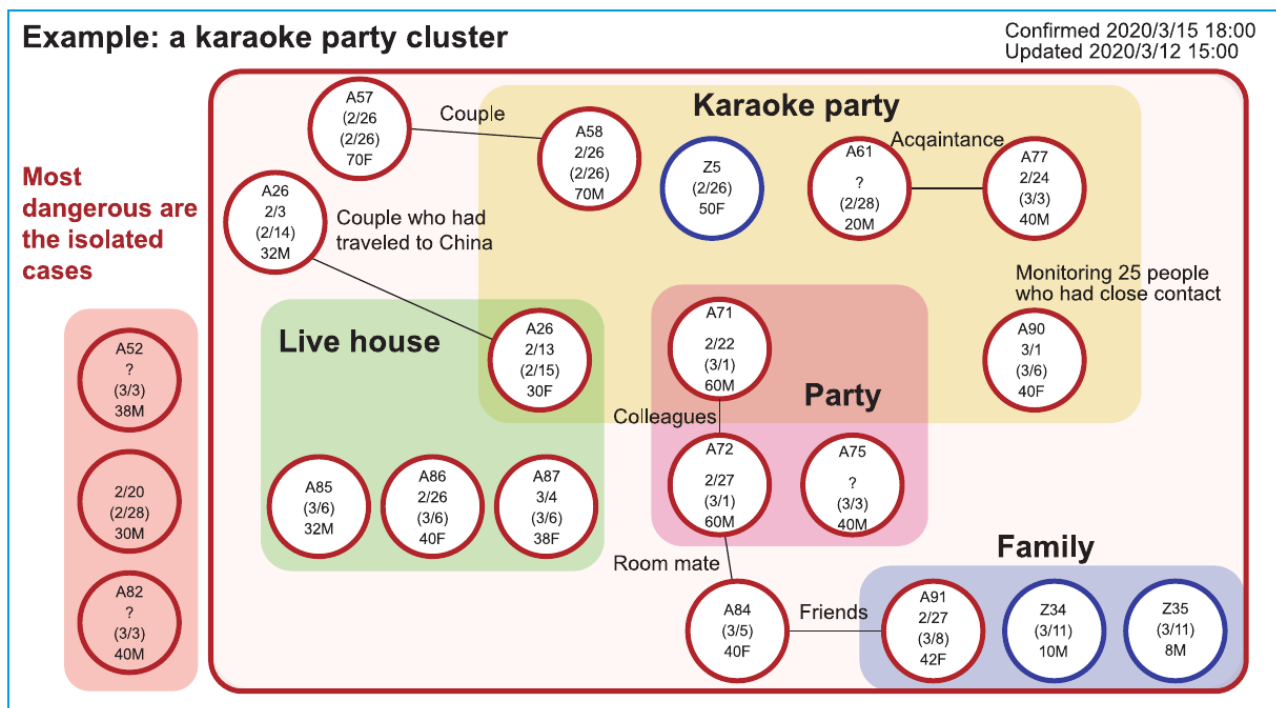 Example: a karaoke party cluster
Confirmed 2020/3/15 18:00
Updated 2020/3/12 15:00
Most
dangerous are
the isolated
cases
A52
?
(3/3)
38M
2/20
(2/28)
30M
A82
?
(3/3)
40M
A57
(2/26
(2/26)
70F
Couple
A58
2/26
(2/26)
70M
Karaoke party
Z5
(2/26)
50F
A61
?
(2/28)
20M
Acqaintance
A77
2/24
(3/3)
40M
A26
2/3
(2/14)
32M
Couple who had
traveled to China
Monitoring 25 people
who had close contact
A90
3/1
(3/6)
40F
Live house
A26
2/13
(2/15)
30F
A71
2/22
(3/1)
60M
Party
Colleagues
A72
2/27
(3/1)
60M
A75
?
(3/3)
40M
A85
(3/6)
32M
A86
2/26
(3/6)
40F
A87
3/4
(3/6)
38F
Room mate
A84
(3/5)
40F
Friends
Family
A91
2/27
(3/8)
42F
Z34
(3/11)
10M
Z35
(3/11)
8M